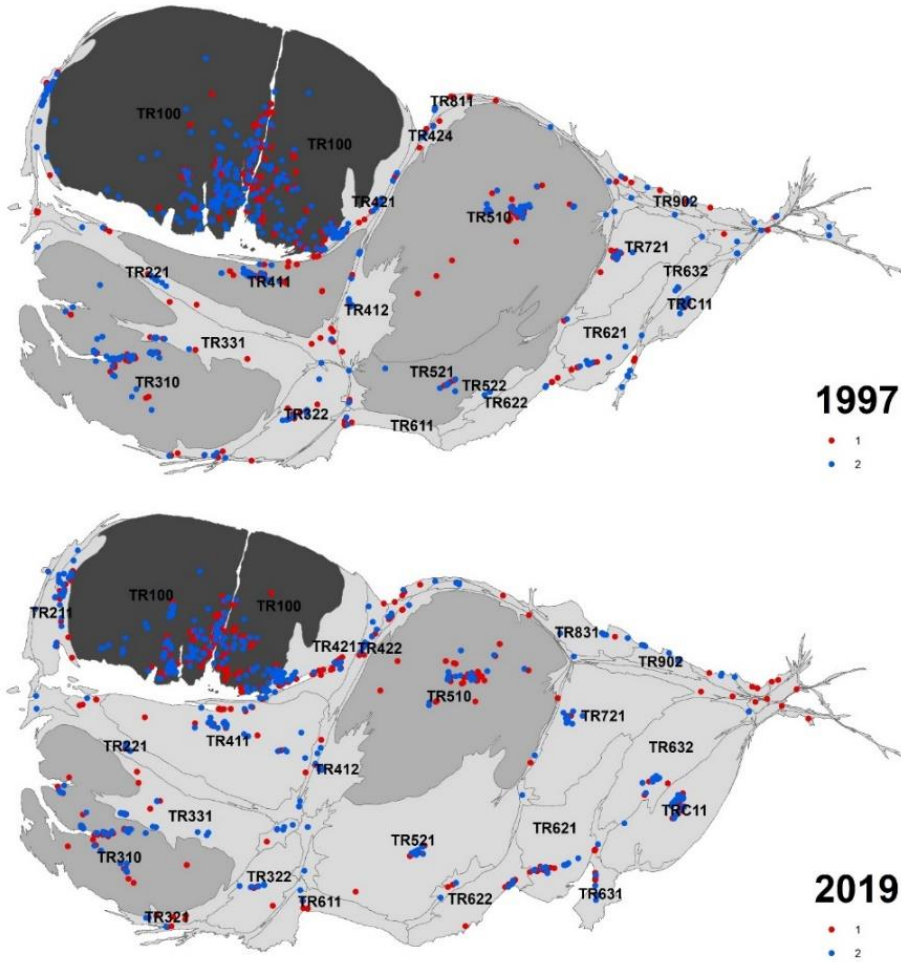 TR811
TR100
TR424
TR100
TR421
TR902
TR510
TR721
TR221
TR411
TR632
TR412
TRC11
TR331
TR621
TR310
TR521
TR522
TR622
TR322
TR611
1997
1
2
TR100
TR100
TR211
TR421
TR422
TR831
TR902
TR510
TR721
TR411
TR221
TR632
TR412
TRC11
TR331
TR621
TR310
TR521
TR322
TR622
TR631
TR611
TR321
2019
1
2